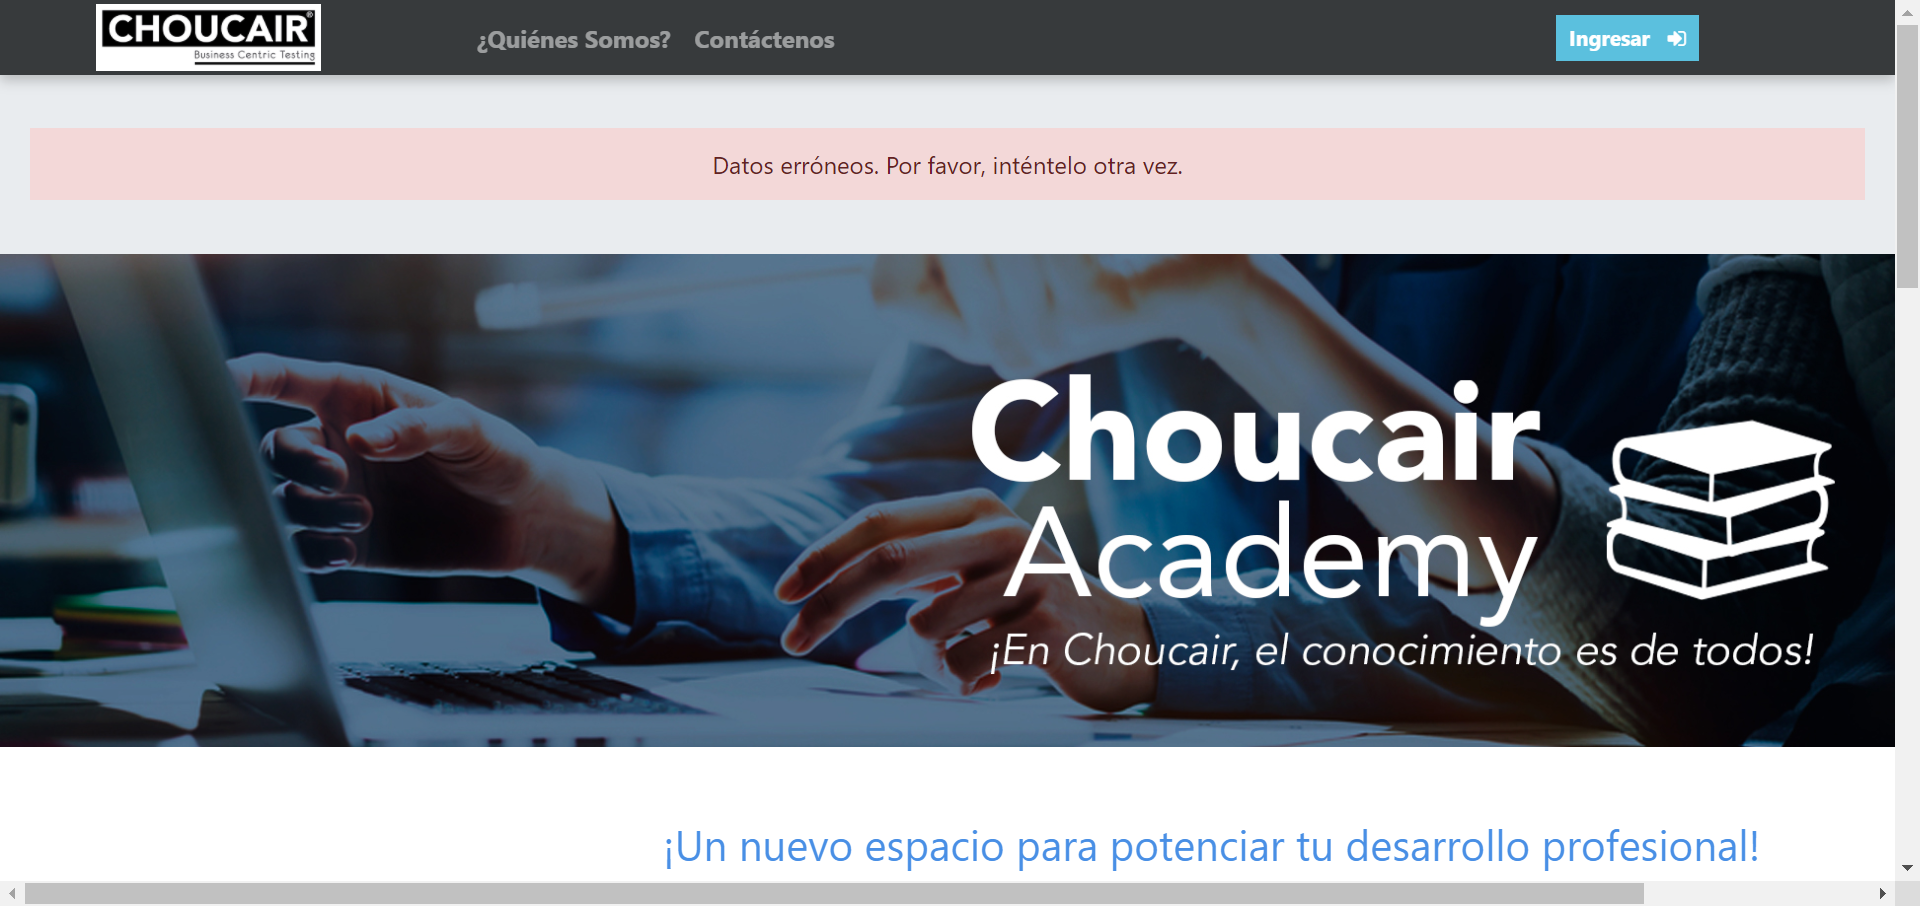 CHOUCAIR®
Business Centric Testing
¿Quiénes Somos?
Contáctenos
Ingresar
Datos erróneos. Por favor, inténtelo otra vez.
Choucair
Academy
¡En Choucair, el conocimiento es de todos!
¡Un nuevo espacio para potenciar tu desarrollo profesional!